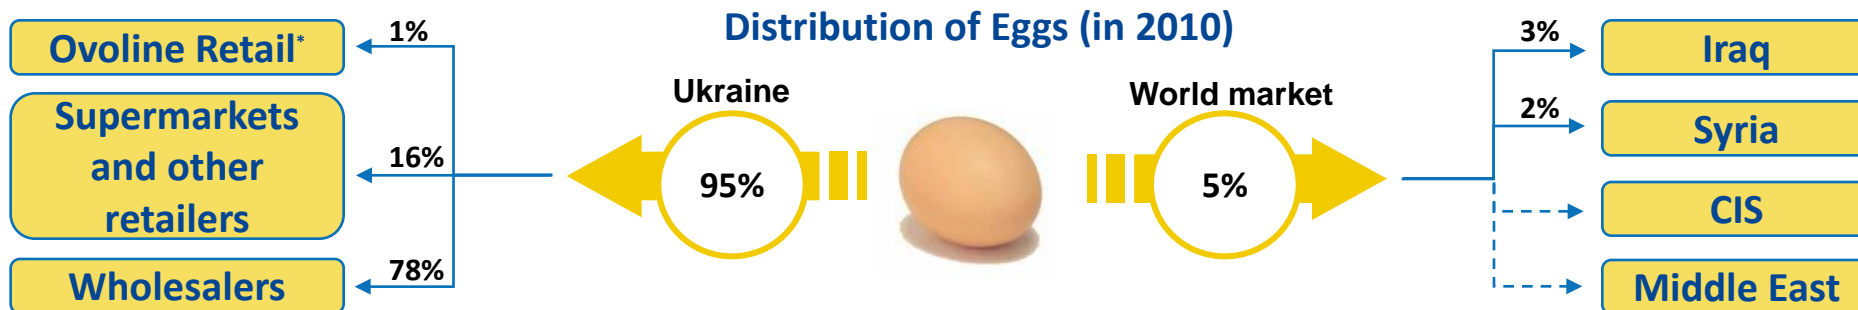 Distribution of Eggs (in 2010)
Ovoline Retail*
1%
Supermarkets
and other
retailers
16%
Wholesalers
78%
Ukraine
95%
World market
5%
3%
Iraq
2%
Syria
CIS
Middle East